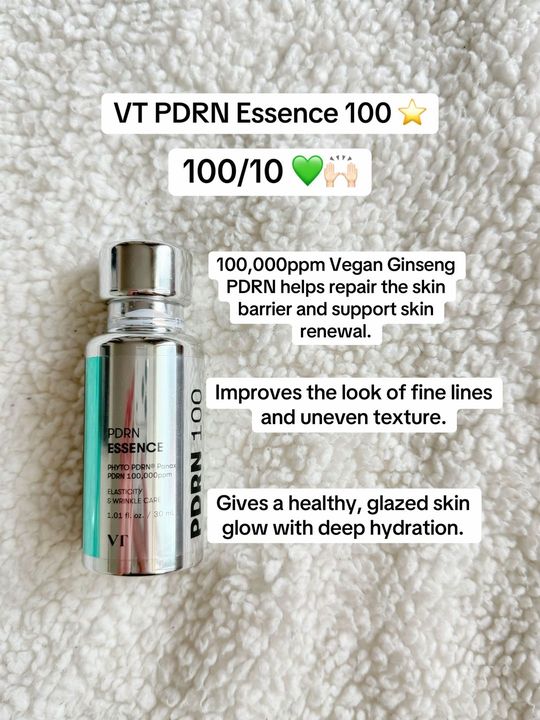 VT PDRN Essence 100 ⭐
100/10 💚🙌🏻
100,000ppm Vegan Ginseng
PDRN helps repair the skin
barrier and support skin
renewal.
Improves the look of fine lines
and uneven texture.
Gives a healthy, glazed skin
glow with deep hydration.
PDRN
ESSENCE
PHYTO PDRN® Panax
PDRN 100,000ppm
ELASTICITY
& WRINKLE CARE
1.01 fl. oz. / 30 mL
VT
PDRN 100